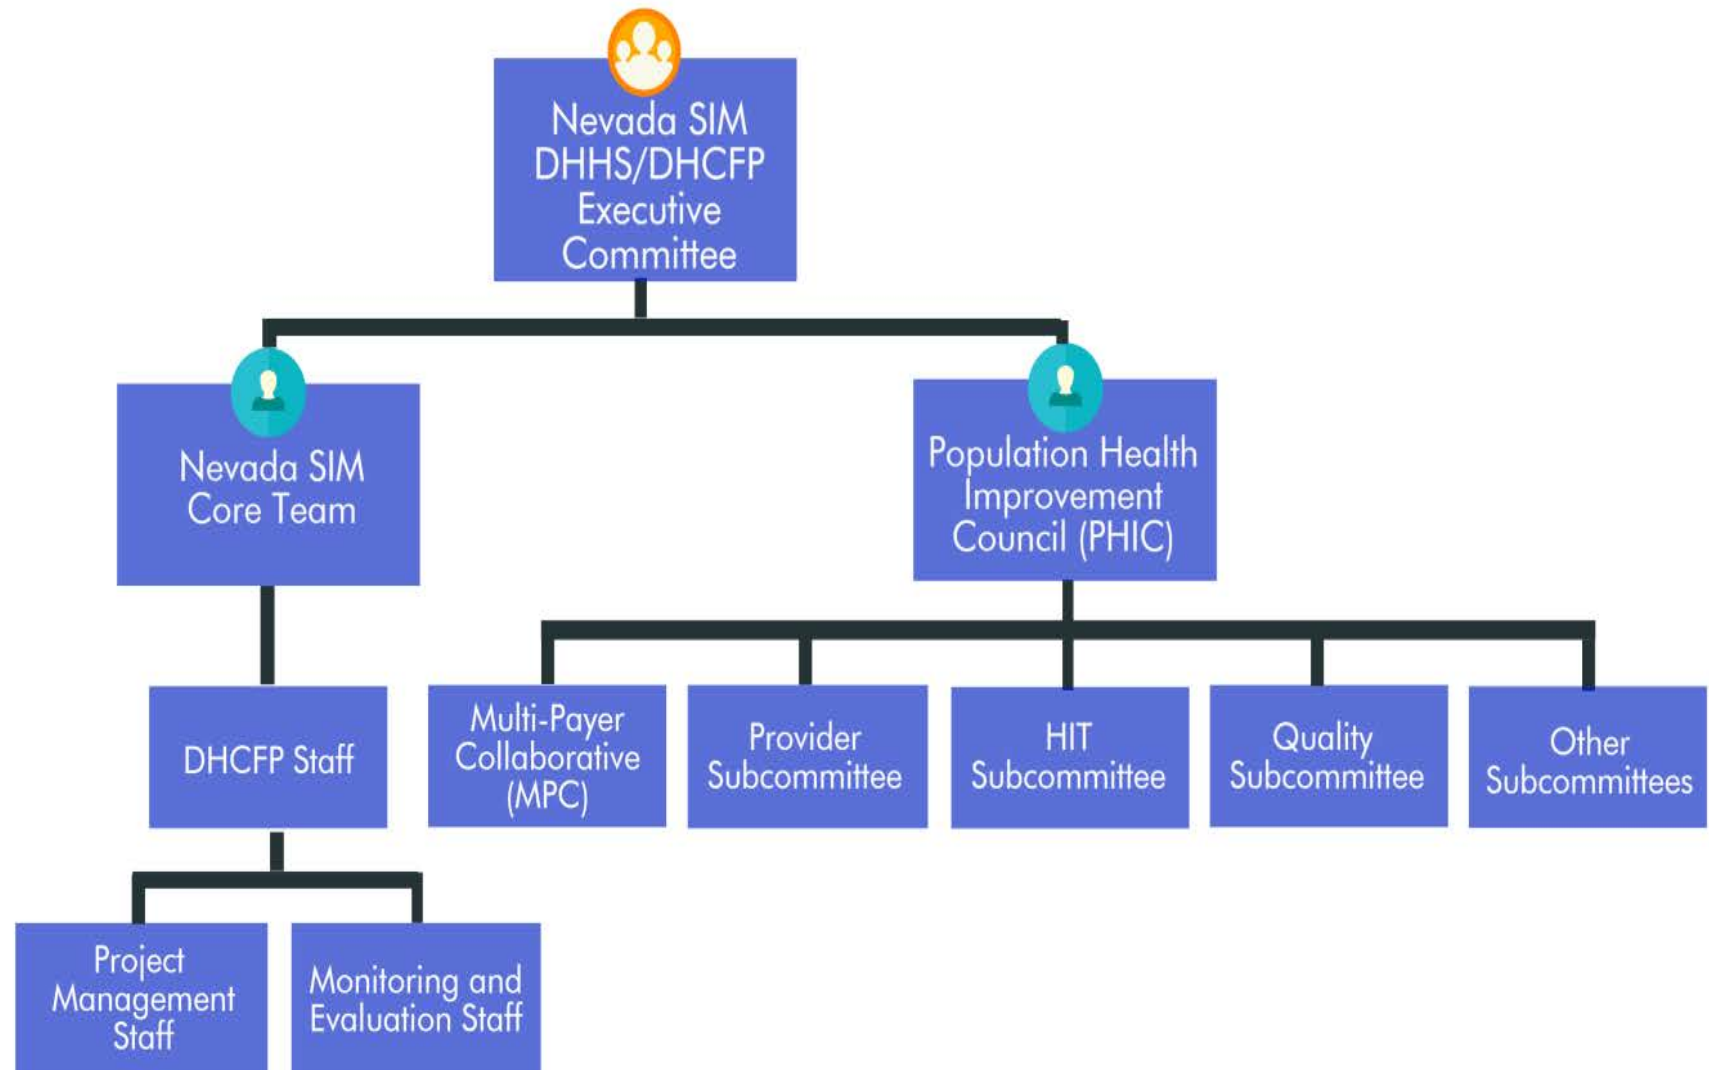 Nevada SIM
DHHS/DHCFP
Executive
Committee
Nevada SIM
Core Team
Population Health
Improvement
Council (PHIC)
DHCFP Staff
Multi-Payer
Collaborative
(MPC)
Provider
Subcommittee
HIT
Subcommittee
Quality
Subcommittee
Other
Subcommittees
Project
Management
Staff
Monitoring and
Evaluation Staff